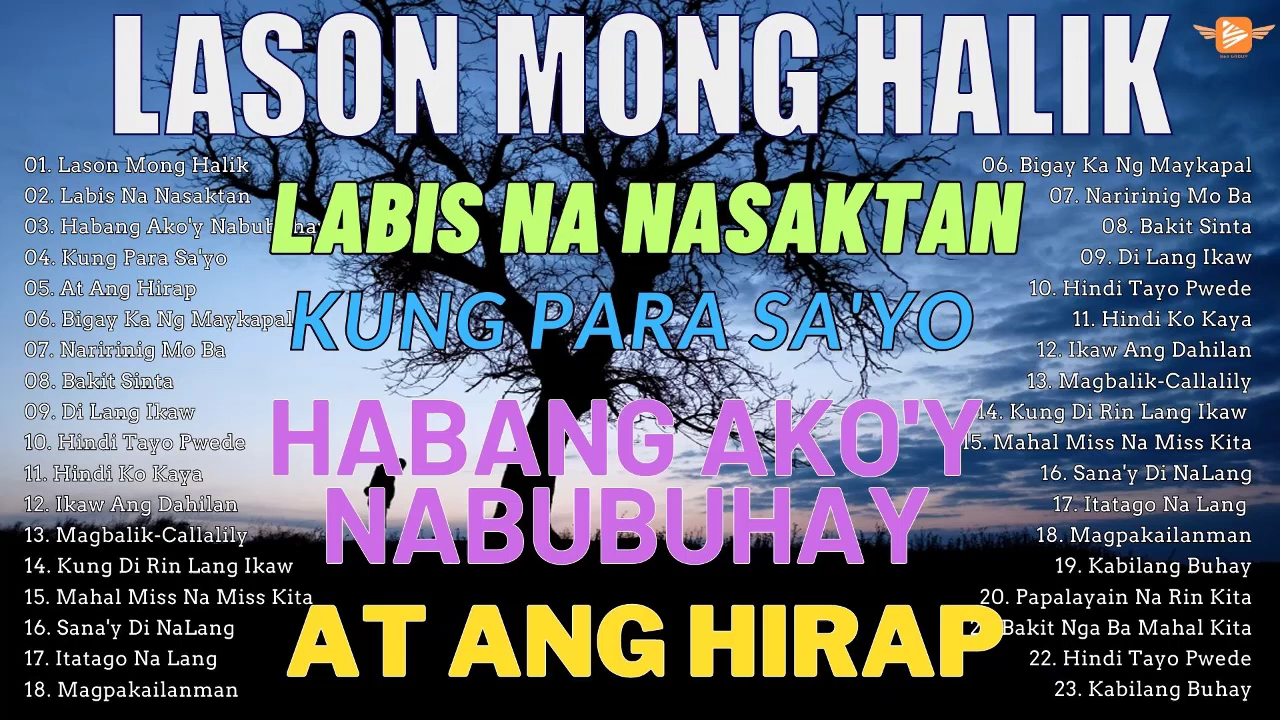 LASON MONG HALIK
01. Lason Mong Halik
02. Labis Na Nasaktan
03. Habang Ako'y
04. Kung Para Sa'yo
05. At Ang Hirap
06. Bigay Ka Ng Maykapal
07. Naririnig Mo Ba
08. Bakit Sinta
09. Di Lang Ikaw
10. Hindi Tayo Pwede
11. Hindi Ko Kaya
12. Ikaw Ang Dahilan
13. Magbalik-Callalily
14. Kung Di Rin Lang Ikaw
15. Mahal Miss Na Miss Kita
16. Sana'y Di NaLang
17. Itatago Na Lang
18. Magpakailanman
LABIS NA NASAKTAN
KUNG PARA SA'YO
HABANG AKO'Y
NABUBUHAY
AT ANG HIRAP
06. Bigay Ka Ng Maykapal
07. Naririnig Mo Ba
08. Bakit Sinta
09. Di Lang Ikaw
10. Hindi Tayo Pwede
11. Hindi Ko Kaya
12. Ikaw Ang Dahilan
13. Magbalik-Callalily
14. Kung Di Rin Lang Ikaw
15. Mahal Miss Na Miss Kita
16. Sana'y Di NaLang
17. Itatago Na Lang
18. Magpakailanman
19. Kabilang Buhay
20. Papalayain Na Rin Kita
Bakit Nga Ba Mahal Kita
22. Hindi Tayo Pwede
23. Kabilang Buhay